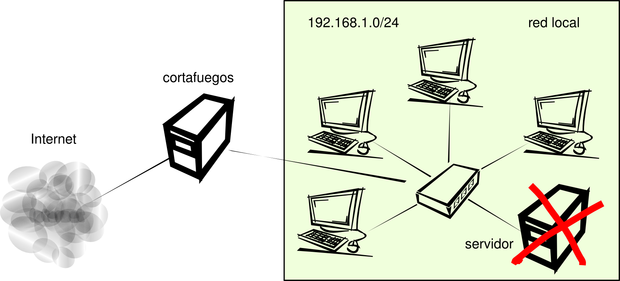 192.168.1.0/24
red local
cortafuegos
Internet
servidor